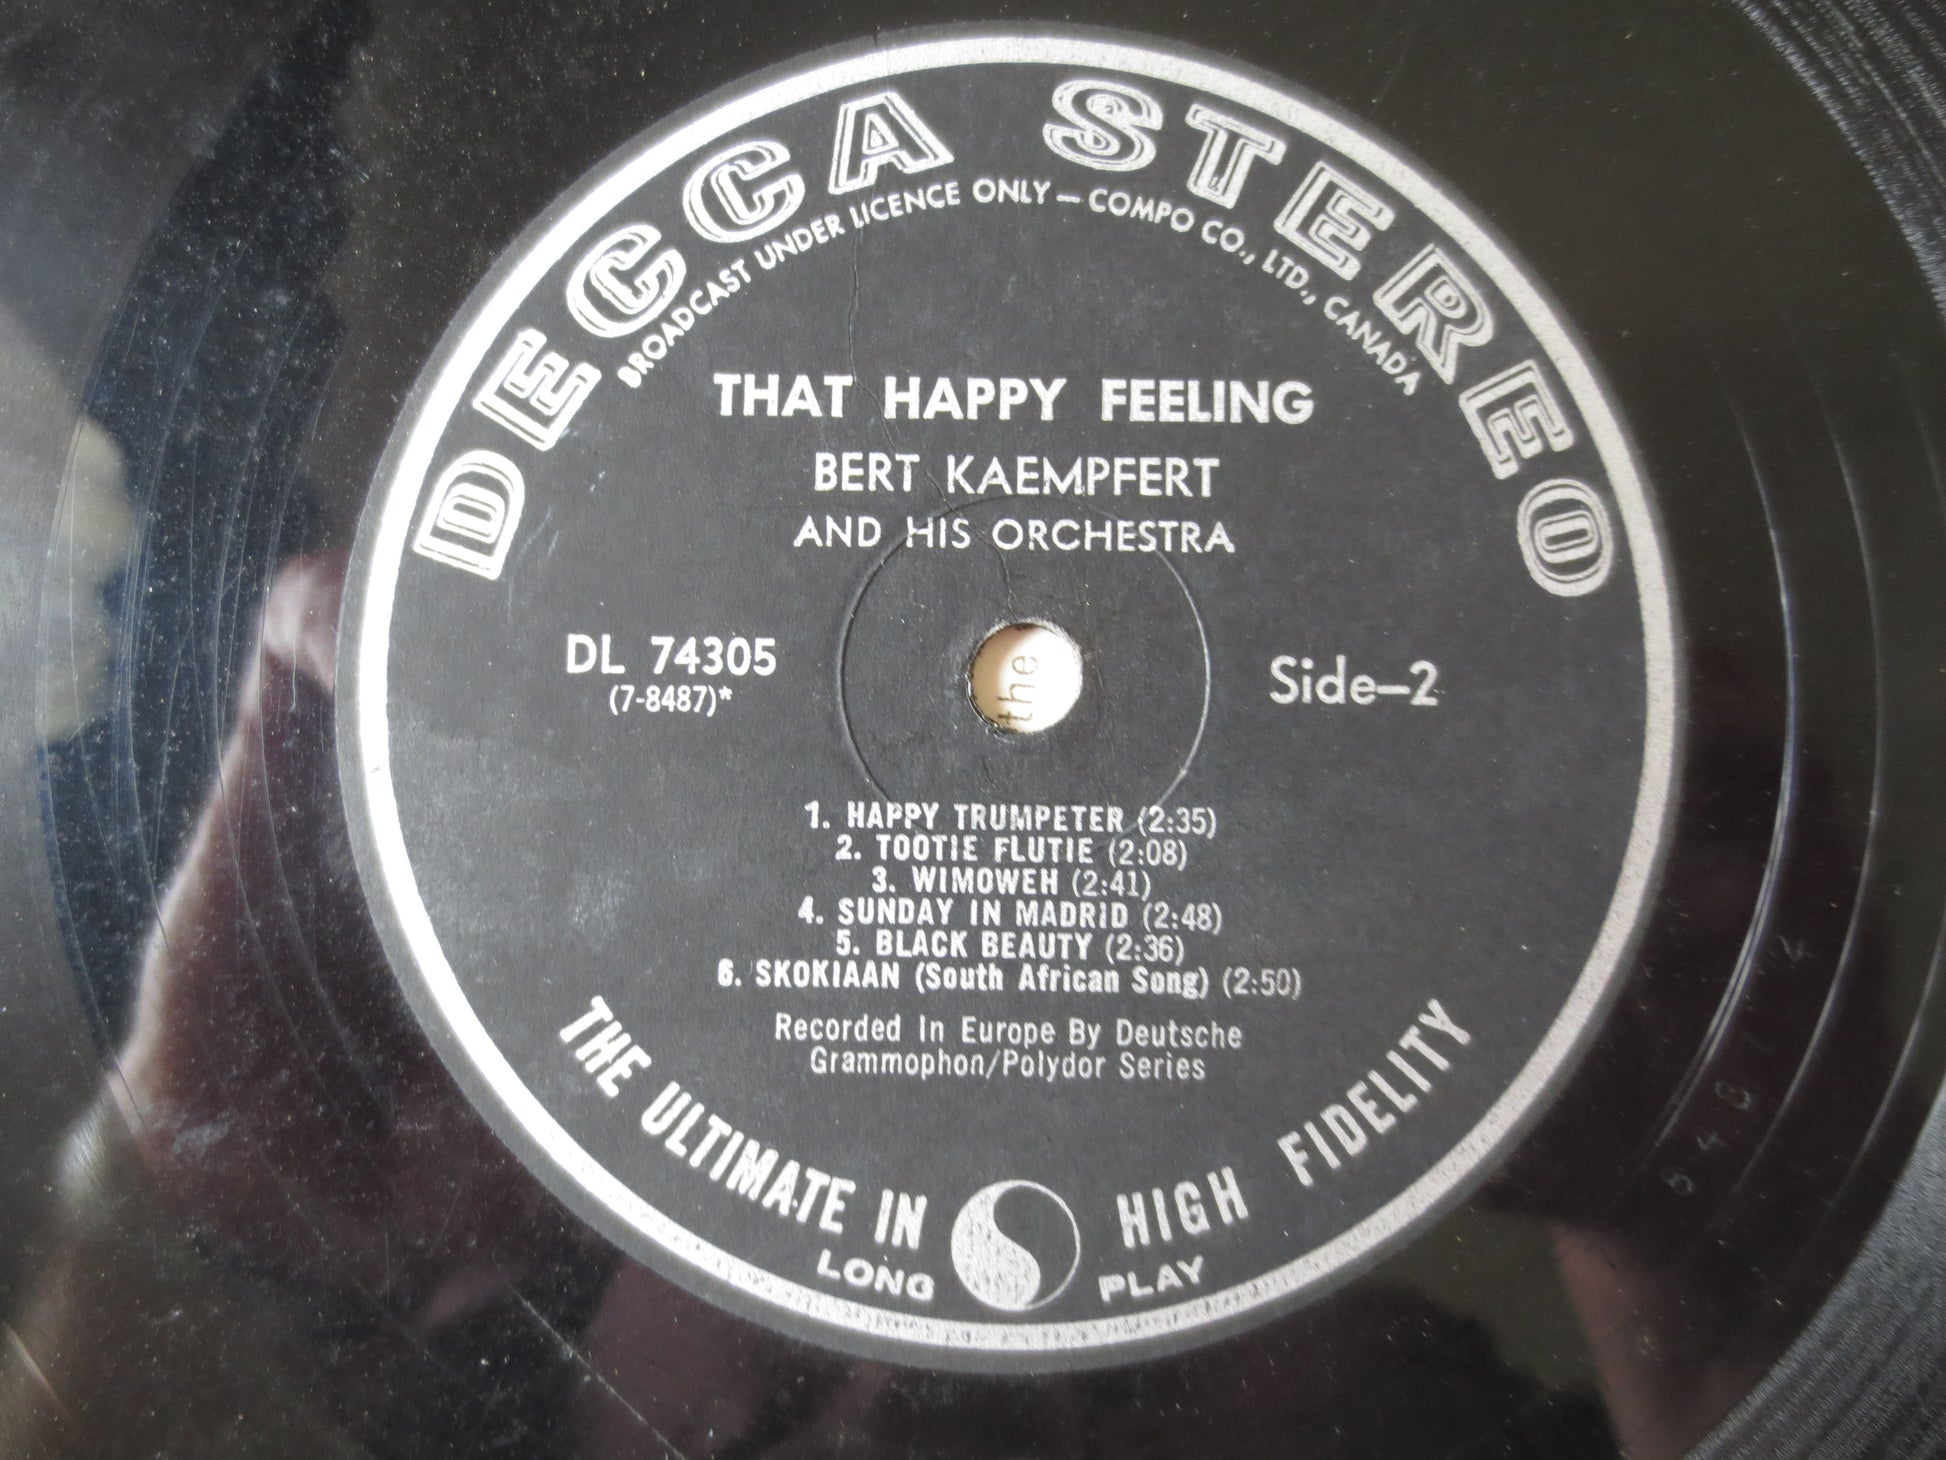 DECCA STEREO
BROADCAST UNDER LICENCE ONLY – COMPO CO., LTD., CANADA
THAT HAPPY FEELING
BERT KAEMPFERT
AND HIS ORCHESTRA
DL 74305
(7-8487)*
Side–2
the
1. HAPPY TRUMPETER (2:35)
2. TOOTIE FLUTIE (2:08)
3. WIMOWEH (2:41)
4. SUNDAY IN MADRID (2:48)
5. BLACK BEAUTY (2:36)
6. SKOKIAAN (South African Song) (2:50)
Recorded In Europe By Deutsche
Grammophon/Polydor Series
THE ULTIMATE IN HIGH FIDELITY
LONG PLAY